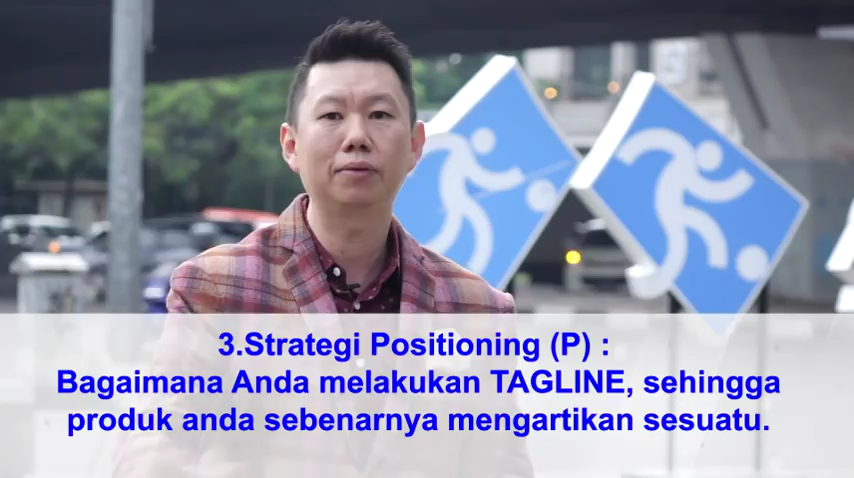 3.Strategi Positioning (P) :
Bagaimana Anda melakukan TAGLINE, sehingga
produk anda sebenarnya mengartikan sesuatu.